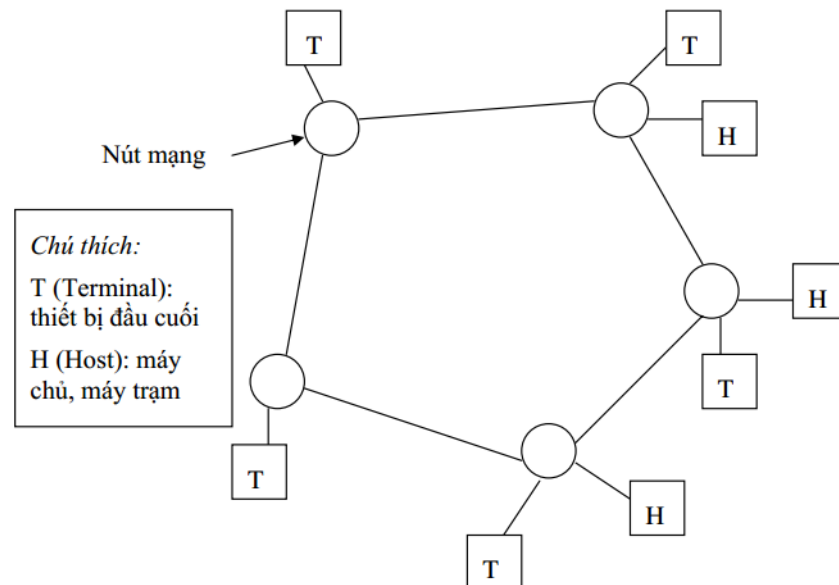 T
T
H
Nút mạng
Chú thích:
T (Terminal):
thiết bị đầu cuối
H (Host): máy
chủ, máy trạm
H
T
T
H
T